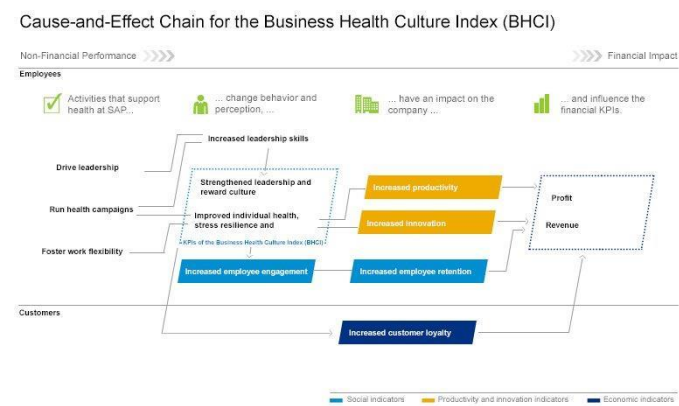 Cause-and-Effect Chain for the Business Health Culture Index (BHCI)
Non-Financial Performance
Financial Impact
Employees
Activities that support
health at SAP...
... change behavior and
perception, ...
... have an impact on the
company ...
... and influence the
financial KPIs.
Increased leadership skills
Drive leadership
Strengthened leadership and
reward culture
Increased productivity
Profit
Run health campaigns
Improved individual health,
stress resilience and
Increased innovation
Revenue
KPIs of the Business Health Culture Index (BHCI)
Foster work flexibility
Increased employee engagement
Increased employee retention
Customers
Increased customer loyalty
Social indicators
Productivity and innovation indicators
Economic indicators